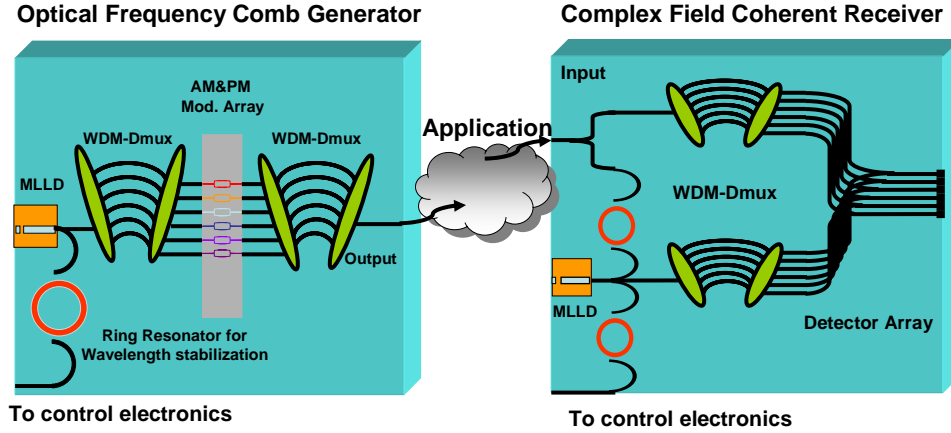 Optical Frequency Comb Generator
AM&PM
Mod. Array
WDM-Dmux
WDM-Dmux
MLLD
Output
Ring Resonator for
Wavelength stabilization
To control electronics
Application
Complex Field Coherent Receiver
Input
WDM-Dmux
MLLD
Detector Array
To control electronics